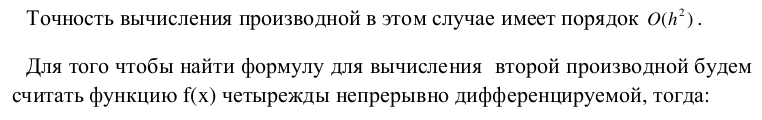 Точность вычисления производной в этом случае имеет порядок O(h²).
Для того чтобы найти формулу для вычисления второй производной будем
считать функцию f(x) четырежды непрерывно дифференцируемой, тогда: